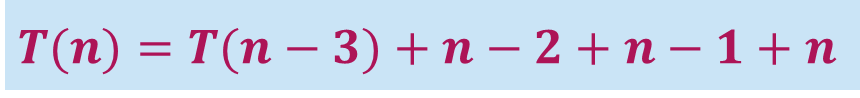 T(n) = T(n − 3) + n − 2 + n − 1 + n